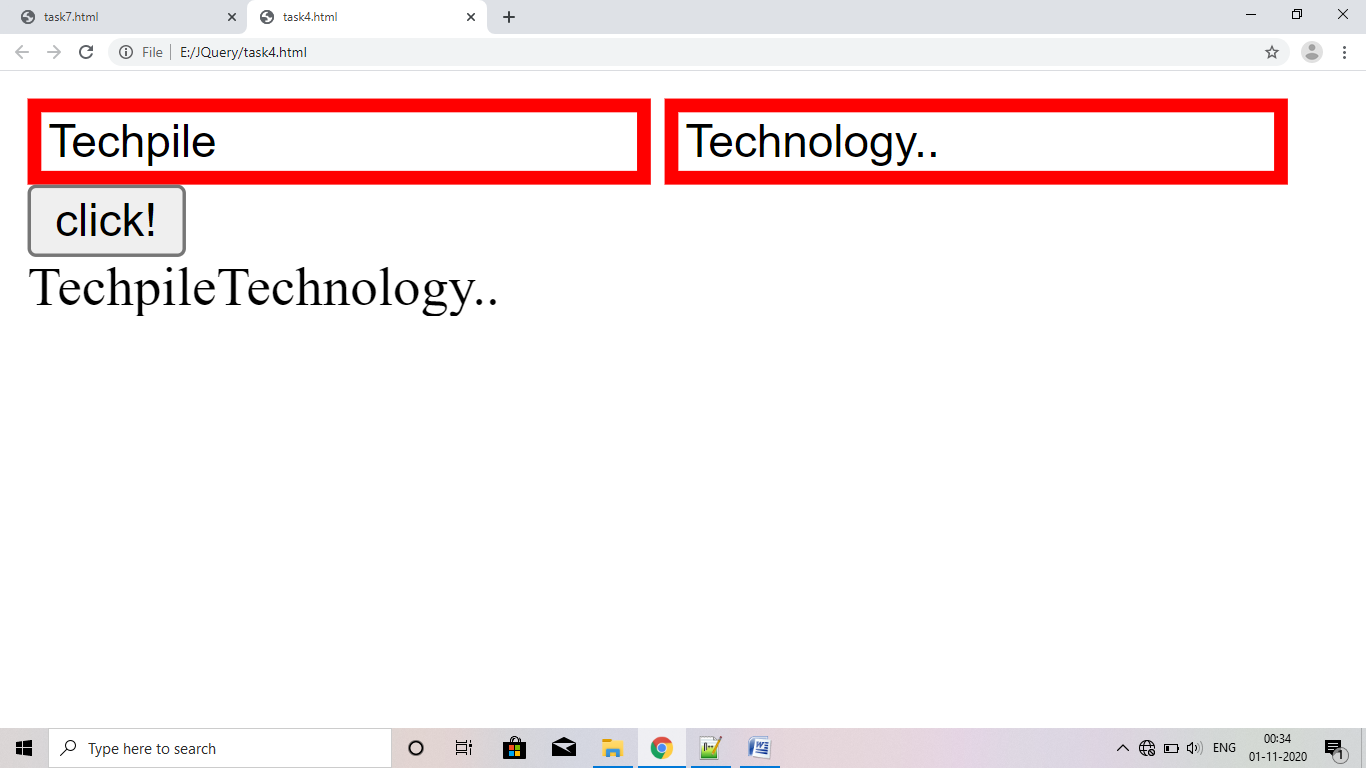 task7.html
task4.html
File
E:/JQuery/task4.html
Techpile
Technology..
click!
TechpileTechnology..
Type here to search
ENG
00:34
01-11-2020
1